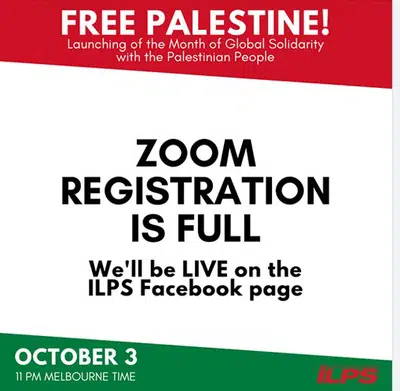 FREE PALESTINE!
Launching of the Month of Global Solidarity
with the Palestinian People
ZOOM
REGISTRATION
IS FULL
We'll be LIVE on the
ILPS Facebook page
OCTOBER 3
11 PM MELBOURNE TIME
ILPS